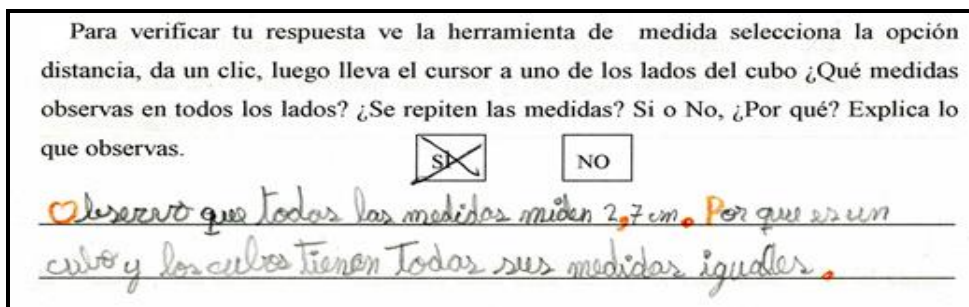 Para verificar tu respuesta ve la herramienta de medida selecciona la opción
distancia, da un clic, luego lleva el cursor a uno de los lados del cubo ¿Qué medidas
observas en todos los lados? ¿Se repiten las medidas? Si o No, ¿Por qué? Explica lo
que observas.
SI NO
Observo que todas las medidas miden 2,7 cm. Por que es un
cubo y los cubos tienen todas sus medidas iguales.